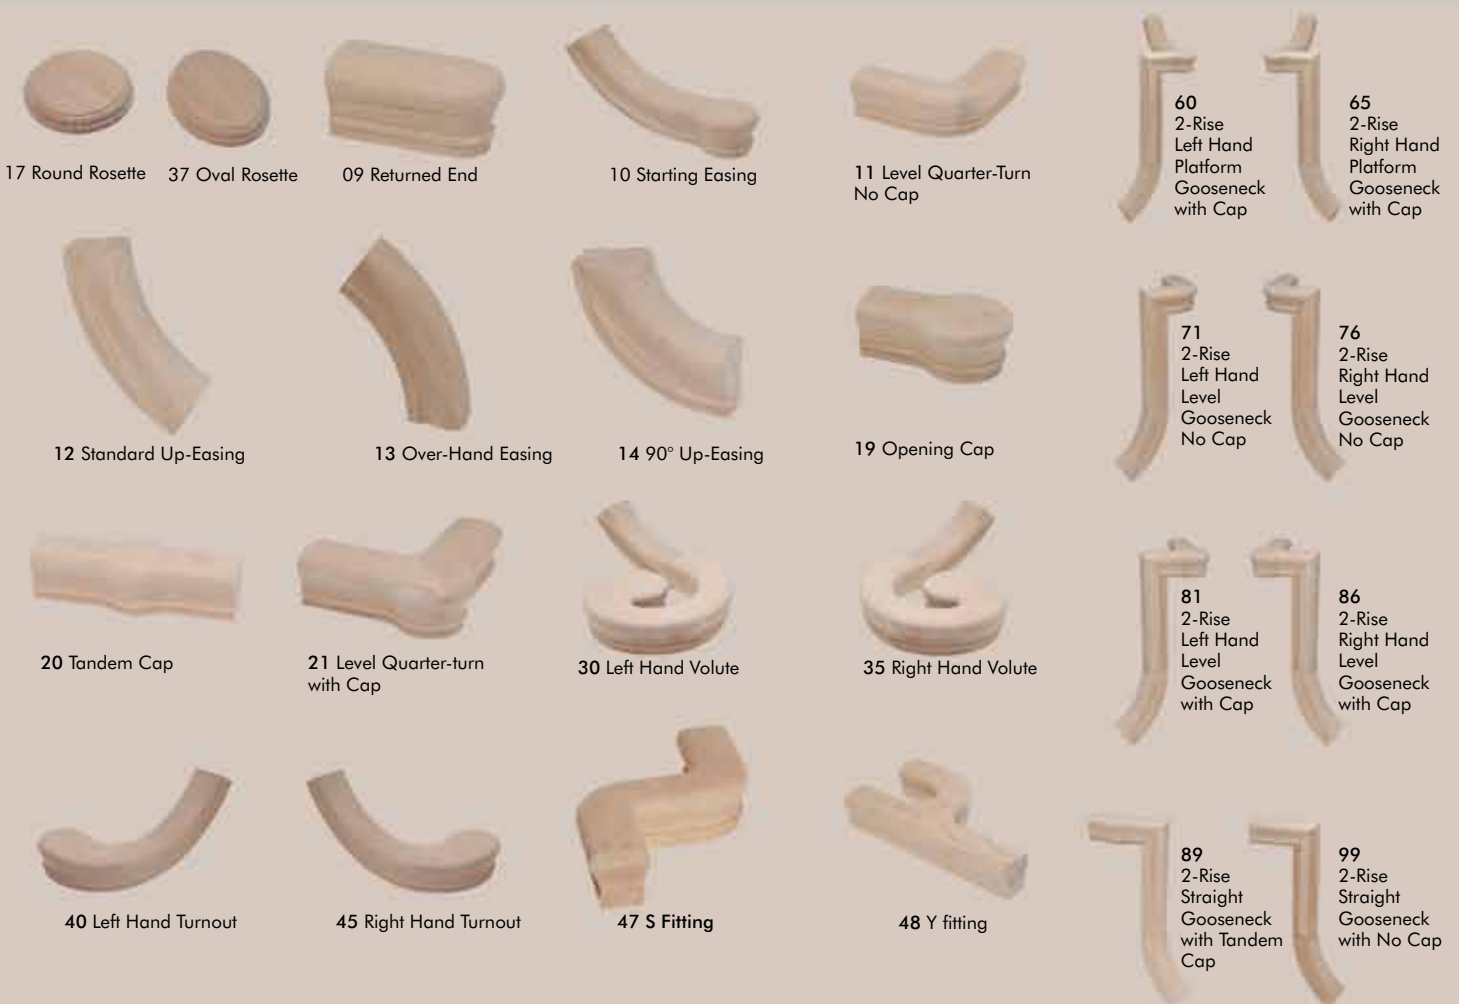 17 Round Rosette
37 Oval Rosette
09 Returned End
10 Starting Easing
11 Level Quarter-Turn
No Cap
60
2-Rise
Left Hand
Platform
Gooseneck
with Cap
65
2-Rise
Right Hand
Platform
Gooseneck
with Cap
12 Standard Up-Easing
13 Over-Hand Easing
14 90° Up-Easing
19 Opening Cap
71
2-Rise
Left Hand
Level
Gooseneck
No Cap
76
2-Rise
Right Hand
Level
Gooseneck
No Cap
20 Tandem Cap
21 Level Quarter-turn
with Cap
30 Left Hand Volute
35 Right Hand Volute
81
2-Rise
Left Hand
Level
Gooseneck
with Cap
86
2-Rise
Right Hand
Level
Gooseneck
with Cap
40 Left Hand Turnout
45 Right Hand Turnout
47 S Fitting
48 Y fitting
89
2-Rise
Straight
Gooseneck
with Tandem
Cap
99
2-Rise
Straight
Gooseneck
with No Cap